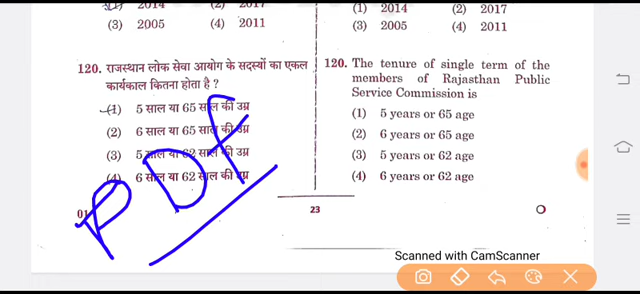 2014 (2) 2017
(3) 2005 (4) 2011
120. राजस्थान लोक सेवा आयोग के सदस्यों का एकल
कार्यकाल कितना होता है ?
(1) 5 साल या 65 साल की उम्र
(2) 6 साल या 65 साल की उम्र
(3) 5 साल या 62 साल की उम्र
(4) 6 साल या 62 साल की उम्र
01
PDF
(1) 2014 (2) 2017
(3) 2005 (4) 2011
120. The tenure of single term of the
members of Rajasthan Public
Service Commission is
(1) 5 years or 65 age
(2) 6 years or 65 age
(3) 5 years or 62 age
(4) 6 years or 62 age
23
O
Scanned with CamScanner